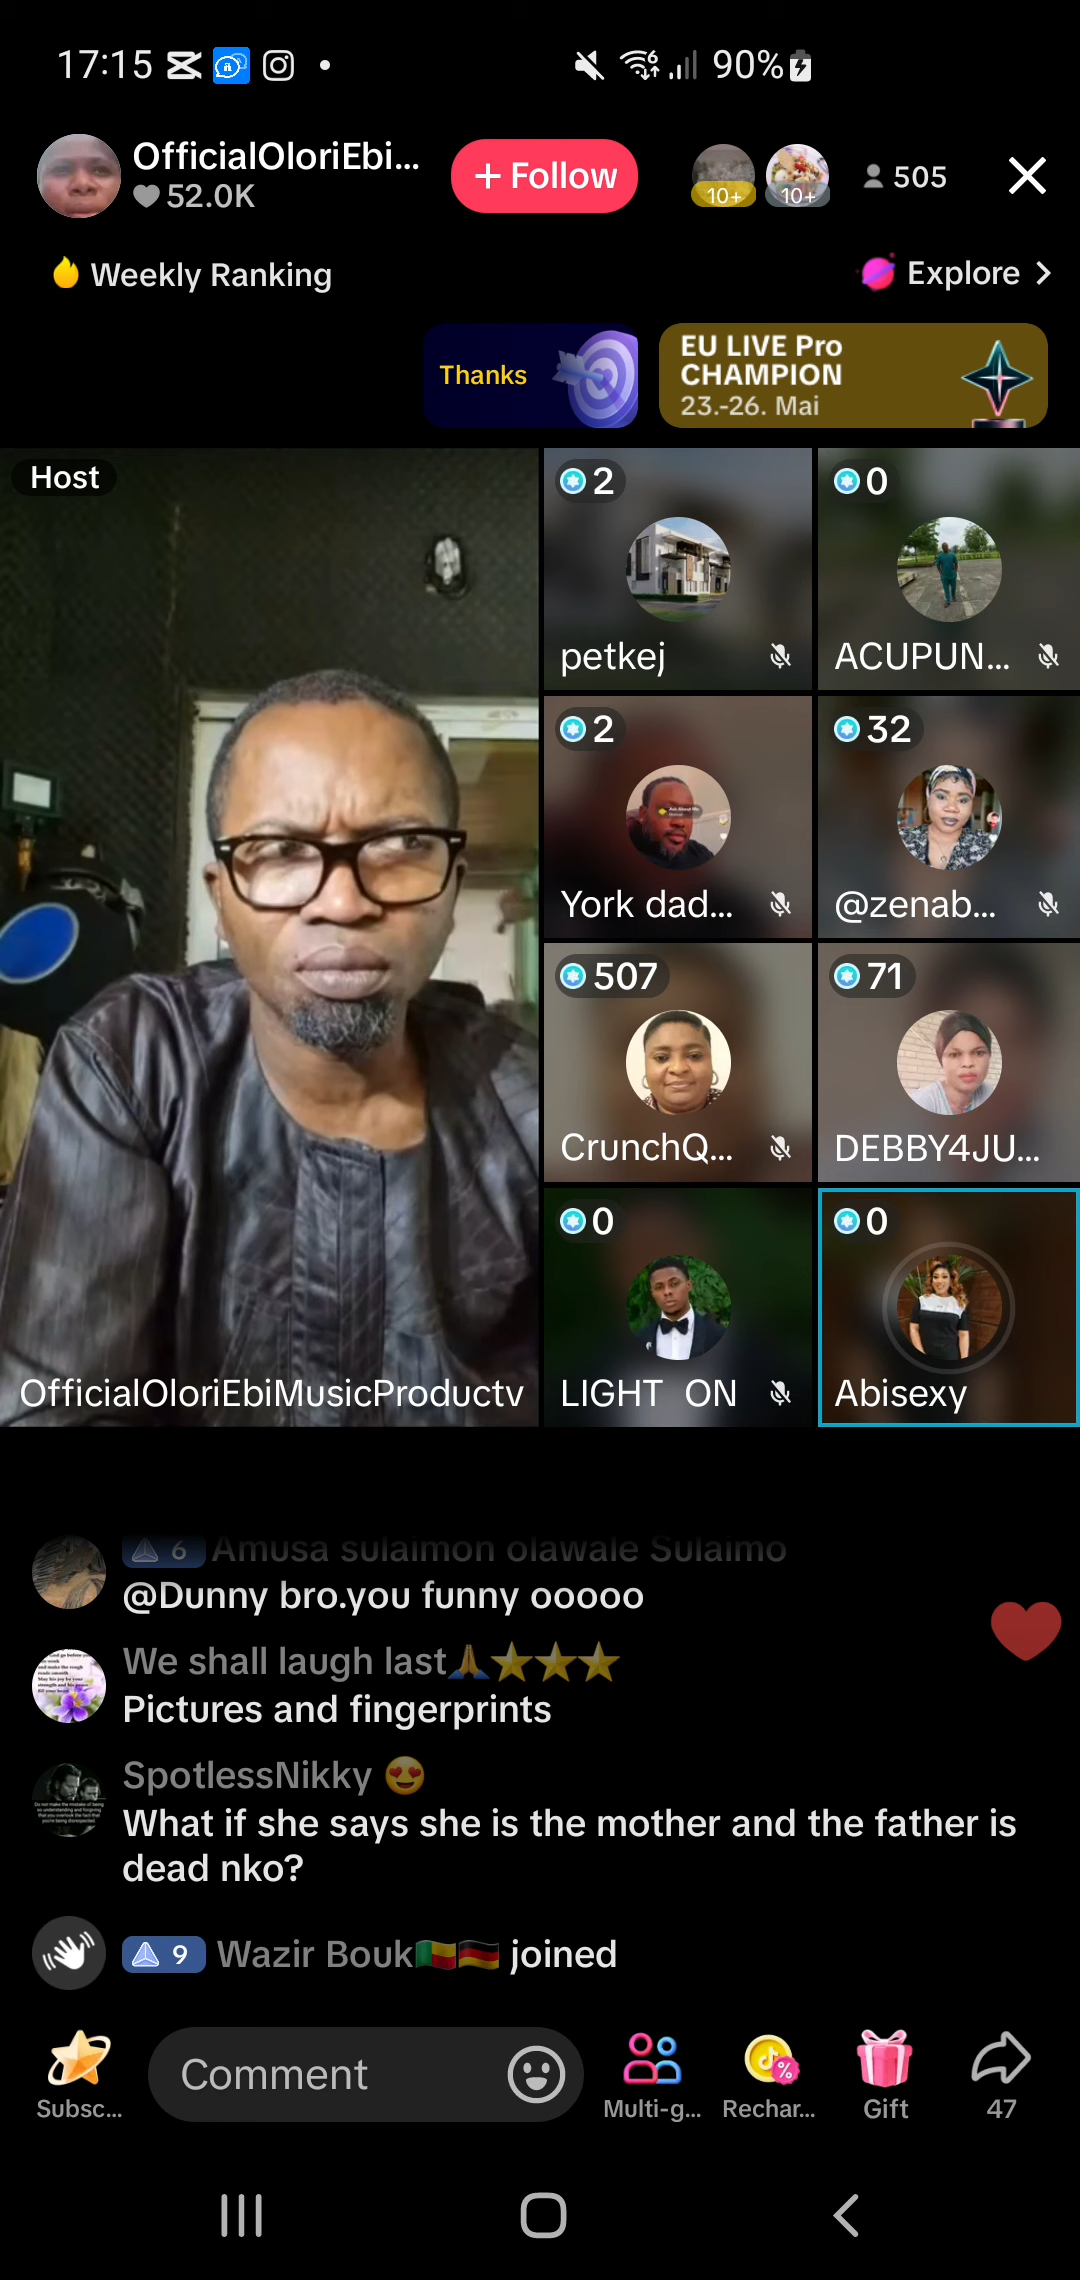 17:15
90%
OfficialOloriEbi...
52.0K
+ Follow
10+
10+
505
Weekly Ranking
Explore >
Thanks
EU LIVE Pro
CHAMPION
23.-26. Mai
Host
2
0
petkej
ACUPUN...
2
32
York dad...
@zenab...
507
71
CrunchQ...
DEBBY4JU...
0
0
OfficialOloriEbiMusicProductv
LIGHT ON
Abisexy
6 Amusa sulaimon olawale Sulaimo
@Dunny bro.you funny ooooo
We shall laugh last🙏⭐⭐⭐
Pictures and fingerprints
SpotlessNikky 😍
What if she says she is the mother and the father is
dead nko?
9 Wazir Bouk🇧🇯🇩🇪 joined
Comment
Subsc...
Multi-g...
Rechar...
Gift
47